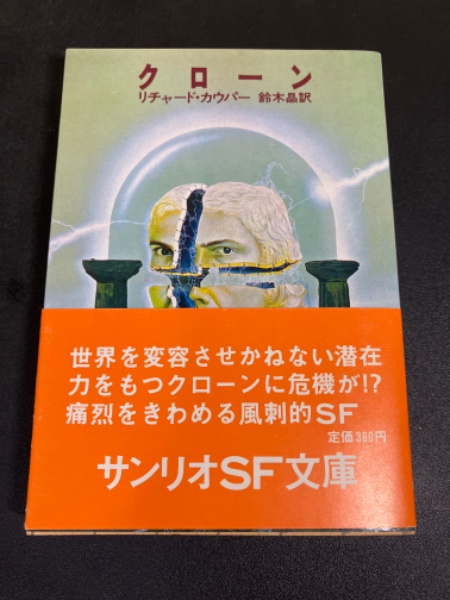 クローン
リチャード・カウパー 鈴木晶訳
世界を変容させかねない潜在
力をもつクローンに危機が!?
痛烈をきわめる風刺的SF
定価380円
サンリオSF文庫